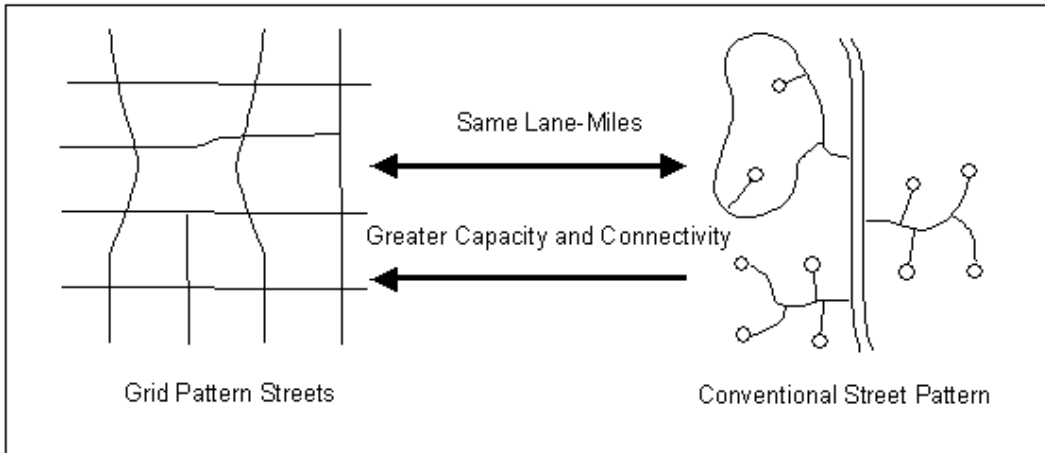 Same Lane-Miles
Greater Capacity and Connectivity
Grid Pattern Streets
Conventional Street Pattern